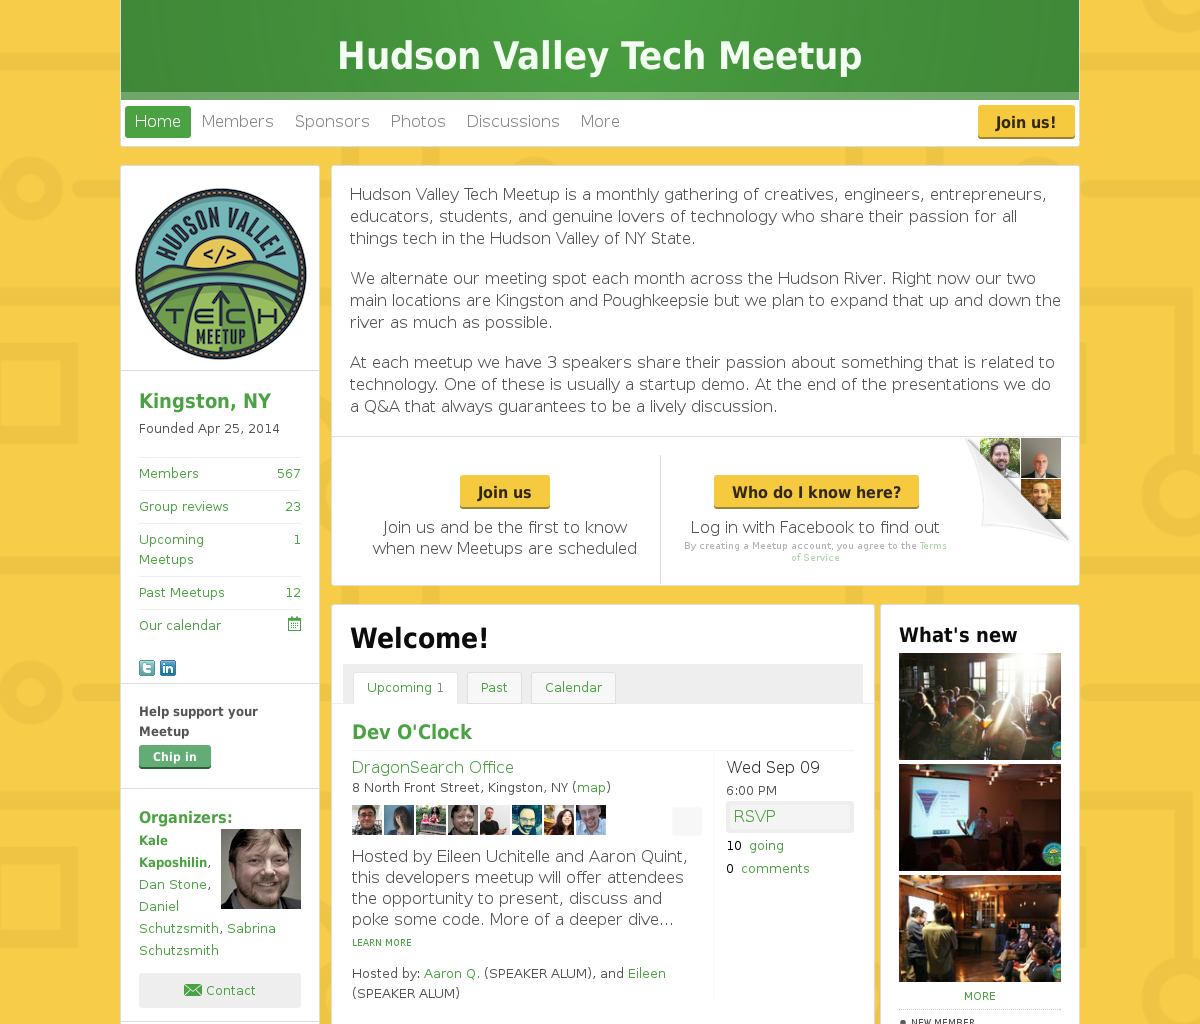 Hudson Valley Tech Meetup
Home Members Sponsors Photos Discussions More Join us!
HUDSON VALLEY
</>
TECH
MEETUP
Kingston, NY
Founded Apr 25, 2014
Members 567
Group reviews 23
Upcoming 1
Meetups
Past Meetups 12
Our calendar
t in
Help support your
Meetup
Chip in
Organizers:
Kale
Kaposhilin,
Dan Stone,
Daniel
Schutzsmith, Sabrina
Schutzsmith
Contact
Hudson Valley Tech Meetup is a monthly gathering of creatives, engineers, entrepreneurs,
educators, students, and genuine lovers of technology who share their passion for all
things tech in the Hudson Valley of NY State.
We alternate our meeting spot each month across the Hudson River. Right now our two
main locations are Kingston and Poughkeepsie but we plan to expand that up and down the
river as much as possible.
At each meetup we have 3 speakers share their passion about something that is related to
technology. One of these is usually a startup demo. At the end of the presentations we do
a Q&A that always guarantees to be a lively discussion.
Join us
Join us and be the first to know
when new Meetups are scheduled
Who do I know here?
Log in with Facebook to find out
By creating a Meetup account, you agree to the Terms
of Service
Welcome!
Upcoming 1 Past Calendar
Dev O'Clock
DragonSearch Office
8 North Front Street, Kingston, NY (map)
Hosted by Eileen Uchitelle and Aaron Quint,
this developers meetup will offer attendees
the opportunity to present, discuss and
poke some code. More of a deeper dive...
LEARN MORE
Hosted by: Aaron Q. (SPEAKER ALUM), and Eileen
(SPEAKER ALUM)
Wed Sep 09
6:00 PM
RSVP
10 going
0 comments
What's new
MORE
NEW MEMBER